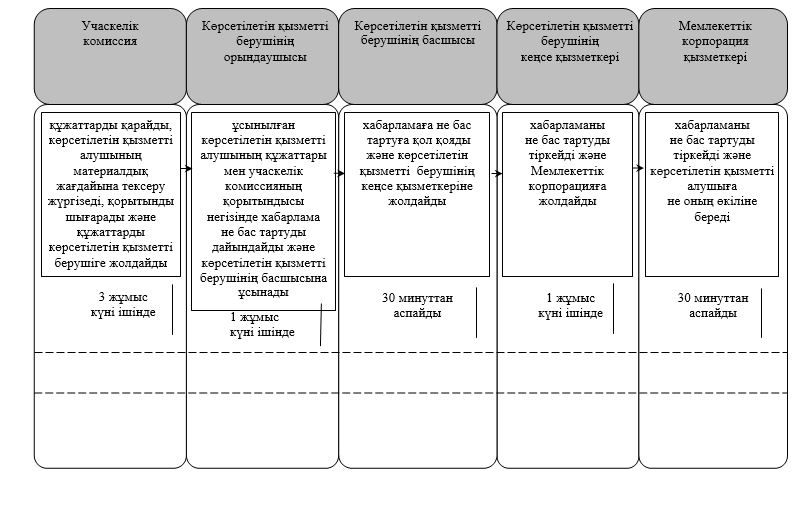 Учаскелік
комиссия
Көрсетілетін қызметті
берушінің
орындаушысы
Көрсетілетін қызметті
берушінің басшысы
Көрсетілетін қызметті
берушінің
кеңсе қызметкері
Мемлекеттік
корпорация
қызметкері
құжаттарды қарайды,
көрсетілетін қызметті
алушының
материалдық
жағдайына тексеру
жүргізеді, қорытынды
шығарады және
құжаттарды
көрсетілетін қызметті
берушіге жолдайды
3 жұмыс
күні ішінде
ұсынылған
көрсетілетін қызметті
алушының құжаттары
мен учаскелік
комиссияның
қорытындысы
негізінде хабарлама
не бас тартуды
дайындайды және
көрсетілетін қызметті
берушінің басшысына
ұсынады
1 жұмыс
күні ішінде
хабарламаға не бас
тартуға қол қояды
және көрсетілетін
қызметті берушінің
кеңсе қызметкеріне
жолдайды
30 минуттан
аспайды
хабарламаны
не бас тартуды
тіркейді және
Мемлекеттік
корпорацияға
жолдайды
1 жұмыс
күні ішінде
хабарламаны
не бас тартуды
тіркейді және
көрсетілетін қызметті
алушыға
не оның өкіліне
береді
30 минуттан
аспайды